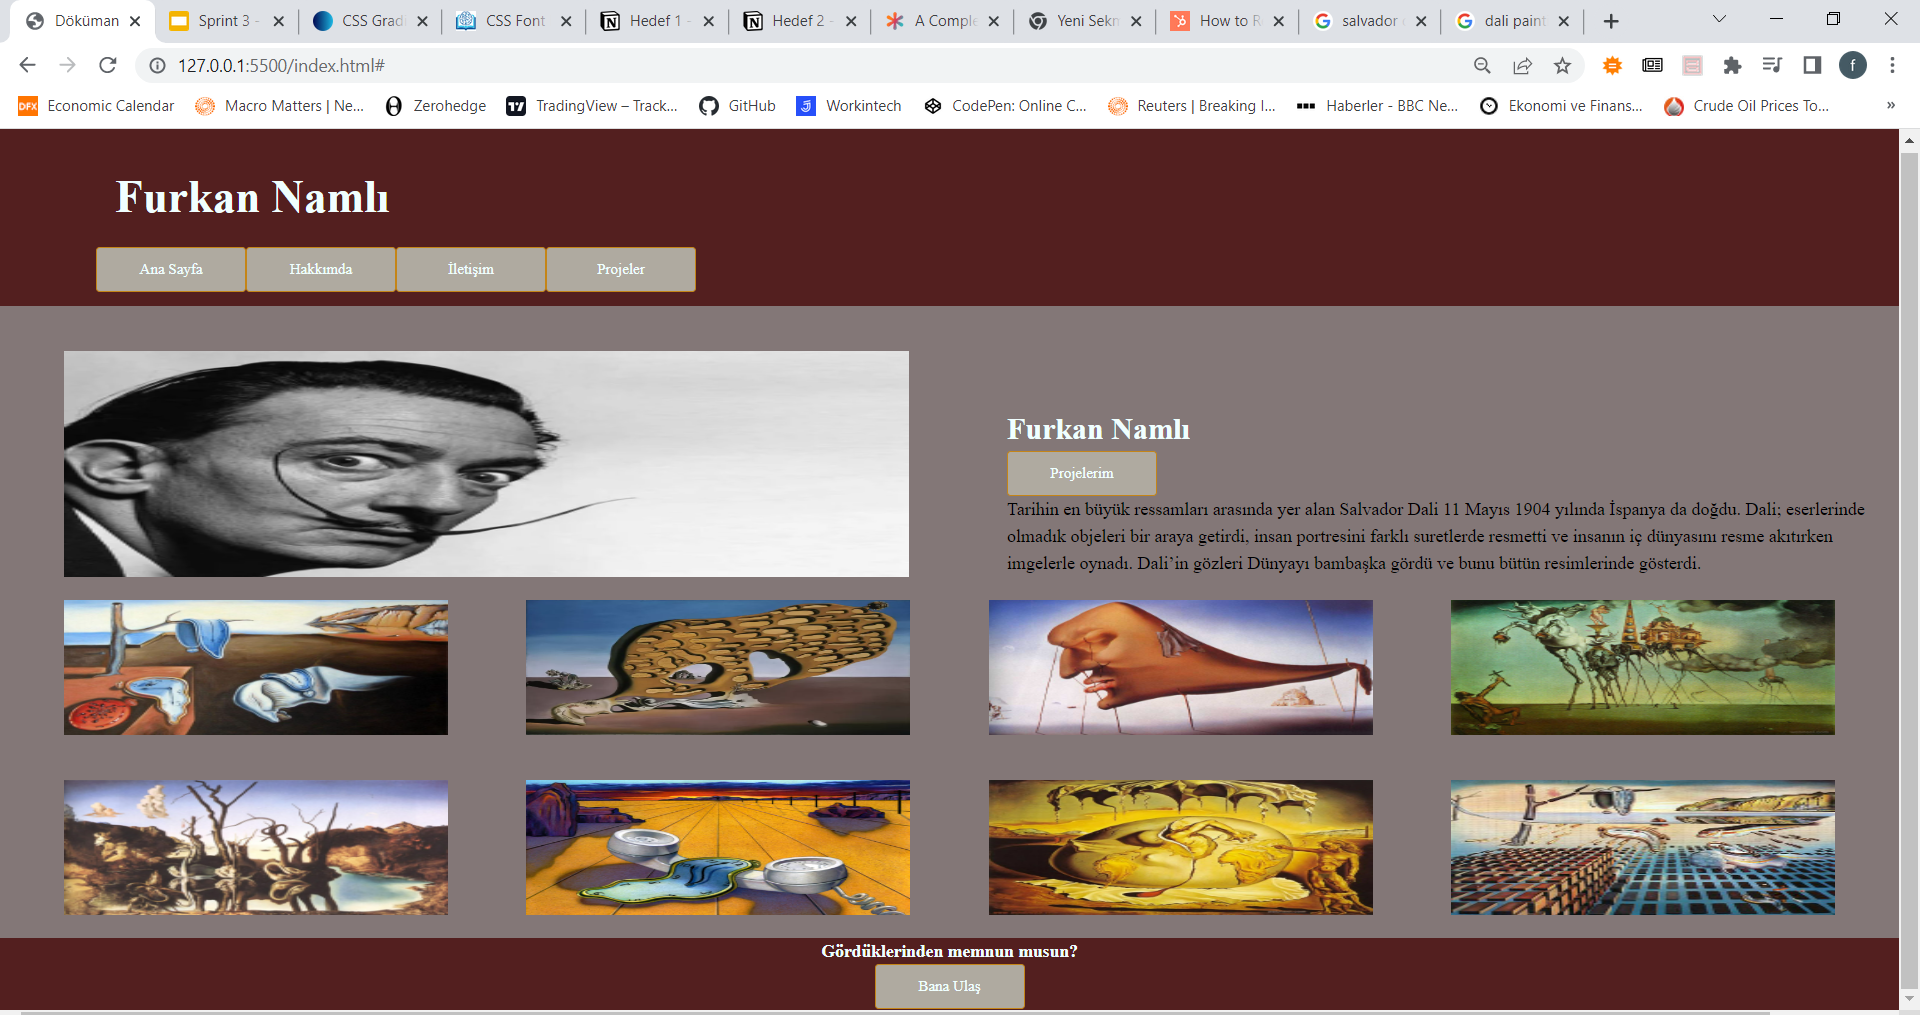 Döküman
Sprint 3 -
CSS Gradi
CSS Font
Hedef 1 -
Hedef 2 -
A Comple
Yeni Sekm
How to R
salvador
dali paint
127.0.0.1:5500/index.html#
f
DFX Economic Calendar
Macro Matters | Ne...
Zerohedge
TradingView – Track...
GitHub
Workintech
CodePen: Online C...
Reuters | Breaking I...
Haberler - BBC Ne...
Ekonomi ve Finans...
Crude Oil Prices To...
»
Furkan Namlı
Ana Sayfa
Hakkımda
İletişim
Projeler
Furkan Namlı
Projelerim
Tarihin en büyük ressamları arasında yer alan Salvador Dali 11 Mayıs 1904 yılında İspanya da doğdu. Dali; eserlerinde
olmadık objeleri bir araya getirdi, insan portresini farklı suretlerde resmetti ve insanın iç dünyasını resme akıtırken
imgelerle oynadı. Dali’in gözleri Dünyayı bambaşka gördü ve bunu bütün resimlerinde gösterdi.
Gördüklerinden memnun musun?
Bana Ulaş